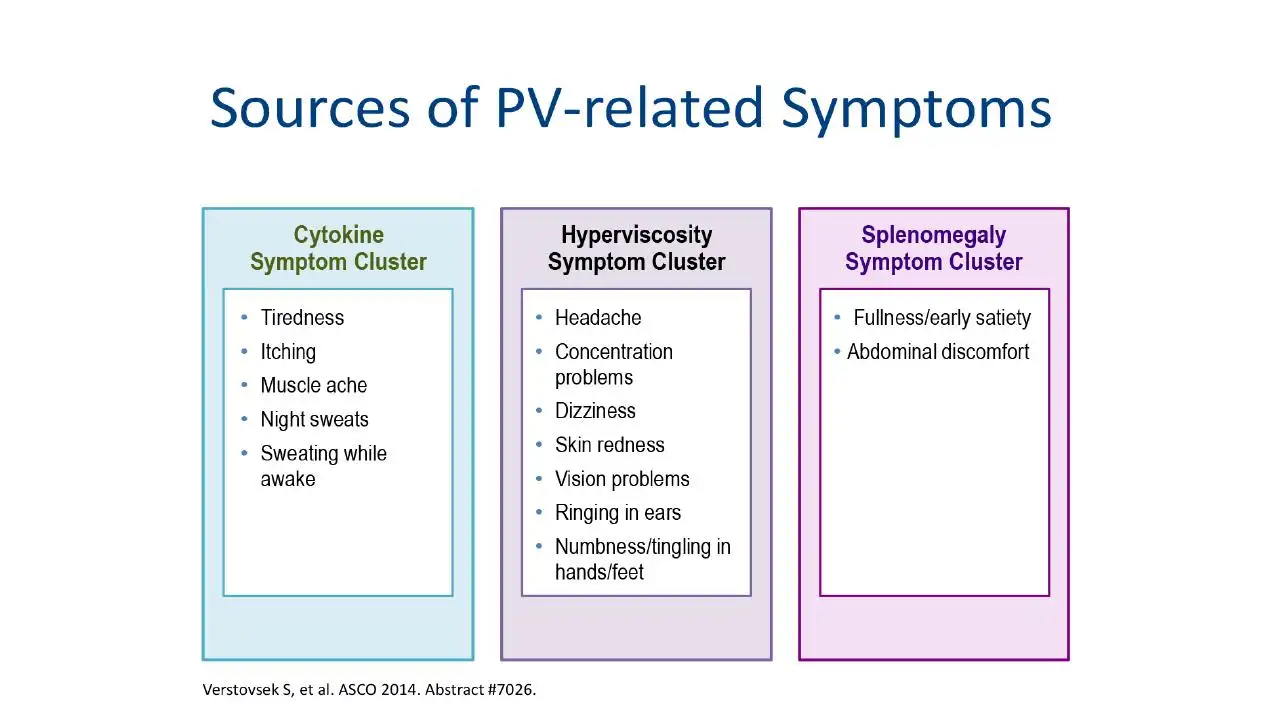 Sources of PV-related Symptoms
Cytokine
Symptom Cluster
• Tiredness
• Itching
• Muscle ache
• Night sweats
• Sweating while
awake
Hyperviscosity
Symptom Cluster
• Headache
• Concentration
problems
• Dizziness
• Skin redness
• Vision problems
• Ringing in ears
• Numbness/tingling in
hands/feet
Splenomegaly
Symptom Cluster
• Fullness/early satiety
• Abdominal discomfort
Verstovsek S, et al. ASCO 2014. Abstract #7026.